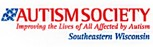 AUTISM SOCIETY
Improving the Lives of All Affected by Autism
Southeastern Wisconsin